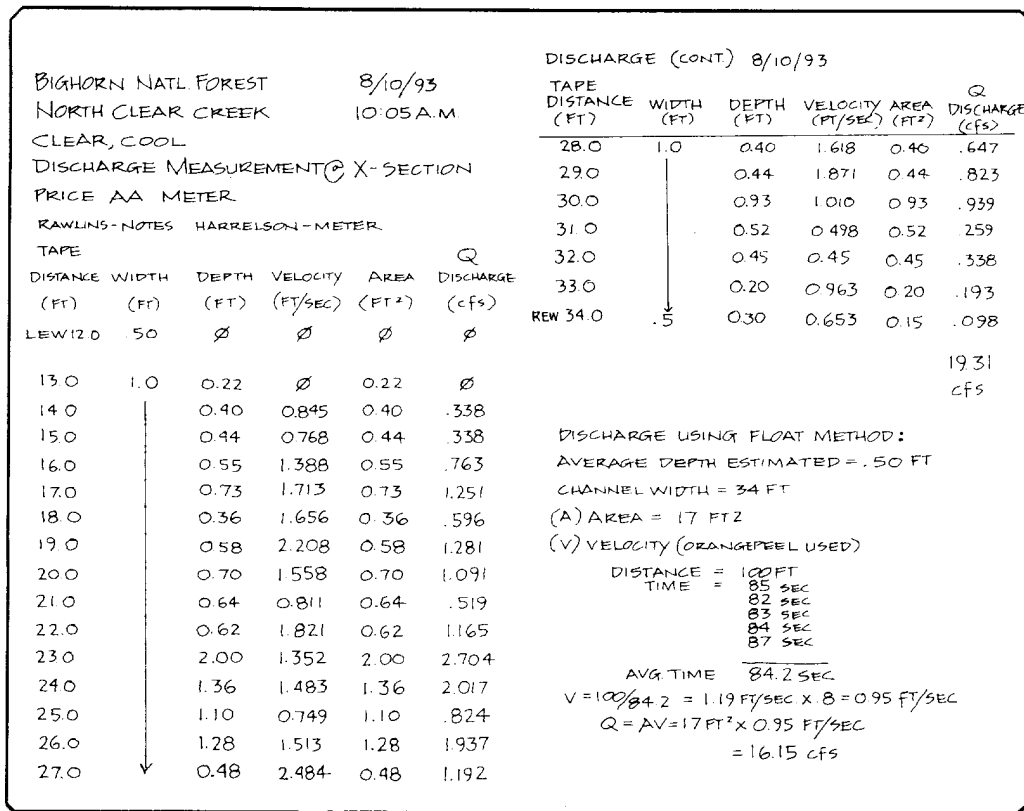 BIGHORN NATL. FOREST 8/10/93
NORTH CLEAR CREEK 10:05 A.M.
CLEAR, COOL
DISCHARGE MEASUREMENT @ X-SECTION
PRICE AA METER
RAWLINS-NOTES HARRELSON-METER
TAPE Q
DISTANCE WIDTH DEPTH VELOCITY AREA DISCHARGE
(FT) (FT) (FT) (FT/SEC) (FT²) (cfs)
LEW 12.0 .50 Ø Ø Ø Ø
13.0 1.0 0.22 Ø 0.22 Ø
14.0 0.40 0.845 0.40 .338
15.0 0.44 0.768 0.44 .338
16.0 0.55 1.388 0.55 .763
17.0 0.73 1.713 0.73 1.251
18.0 0.36 1.656 0.36 .596
19.0 0.58 2.208 0.58 1.281
20.0 0.70 1.558 0.70 1.091
21.0 0.64 0.811 0.64 .519
22.0 0.62 1.821 0.62 1.165
23.0 2.00 1.352 2.00 2.704
24.0 1.36 1.483 1.36 2.017
25.0 1.10 0.749 1.10 .824
26.0 1.28 1.513 1.28 1.937
27.0 0.48 2.484 0.48 1.192
DISCHARGE (CONT.) 8/10/93
TAPE Q
DISTANCE WIDTH DEPTH VELOCITY AREA DISCHARGE
(FT) (FT) (FT) (FT/SEC) (FT²) (cfs)
28.0 1.0 0.40 1.618 0.40 .647
29.0 0.44 1.871 0.44 .823
30.0 0.93 1.010 0.93 .939
31.0 0.52 0.498 0.52 .259
32.0 0.45 0.45 0.45 .338
33.0 0.20 0.963 0.20 .193
REW 34.0 .5 0.30 0.653 0.15 .098
19.31
cfs
DISCHARGE USING FLOAT METHOD:
AVERAGE DEPTH ESTIMATED = .50 FT
CHANNEL WIDTH = 34 FT
(A) AREA = 17 FT2
(V) VELOCITY (ORANGEPEEL USED)
DISTANCE = 100 FT
TIME = 85 SEC
82 SEC
83 SEC
84 SEC
87 SEC
AVG. TIME 84.2 SEC
V = 100/84.2 = 1.19 FT/SEC X .8 = 0.95 FT/SEC
Q = AV = 17 FT² X 0.95 FT/SEC
= 16.15 cfs